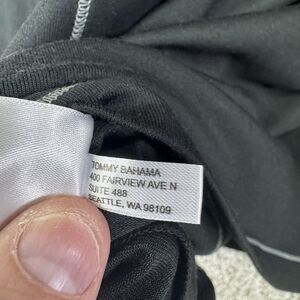 TOMMY BAHAMA
400 FAIRVIEW AVE N
SUITE 488
SEATTLE, WA 98109